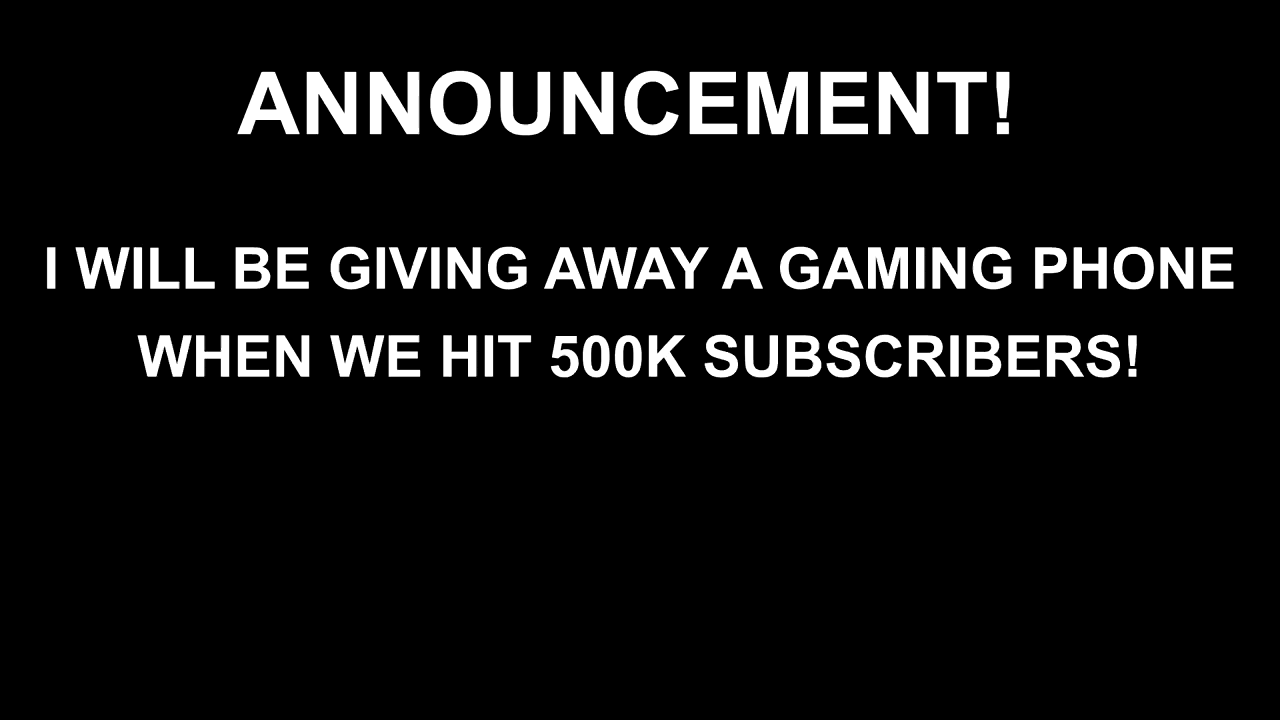 ANNOUNCEMENT!
I WILL BE GIVING AWAY A GAMING PHONE
WHEN WE HIT 500K SUBSCRIBERS!